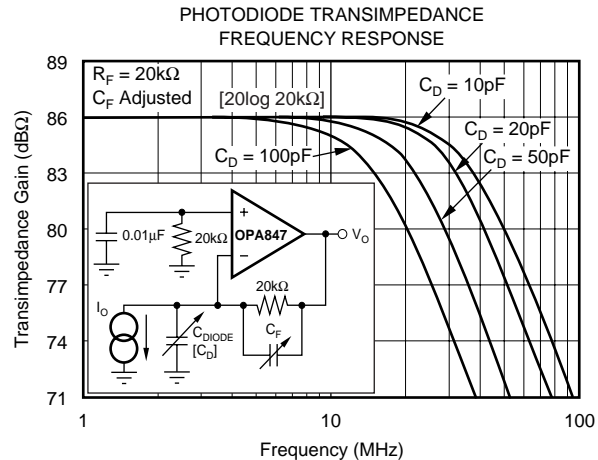 PHOTODIODE TRANSIMPEDANCE
FREQUENCY RESPONSE
89
86
83
80
77
74
71
Transimpedance Gain (dBΩ)
R_F = 20kΩ
C_F Adjusted
[20log 20kΩ]
C_D = 10pF
C_D = 20pF
C_D = 50pF
C_D = 100pF
0.01µF
20kΩ
+
OPA847
−
V_O
20kΩ
I_O
C_DIODE
[C_D]
C_F
1
10
100
Frequency (MHz)